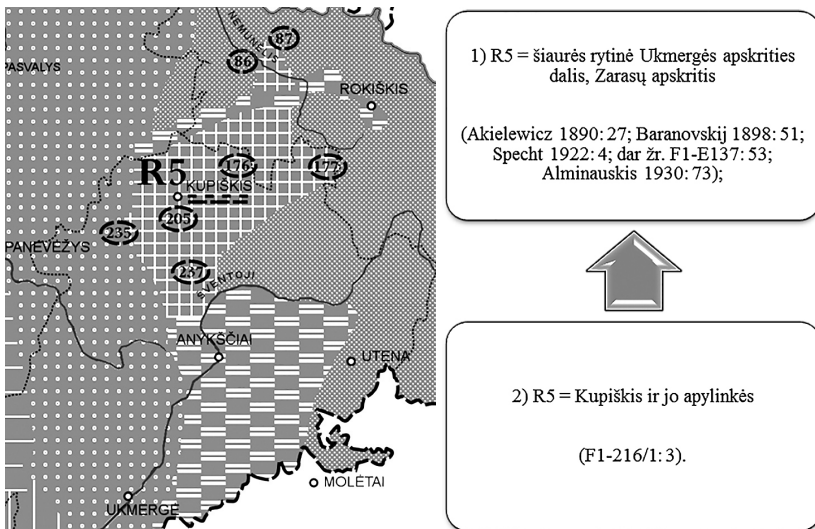 NEMUNĖLIS
87
PASVALYS
86
ROKIŠKIS
R5
176
177
KUPIŠKIS
205
235
PANEVĖŽYS
237
ŠVENTOJI
ANYKŠČIAI
UTENA
MOLĖTAI
UKMERGĖ
1) R5 = šiaurės rytinė Ukmergės apskrities
dalis, Zarasų apskritis
(Akielewicz 1890: 27; Baranovskij 1898: 51;
Specht 1922: 4; dar žr. F1-E137: 53;
Alminauskis 1930: 73);
2) R5 = Kupiškis ir jo apylinkės
(F1-216/1: 3).